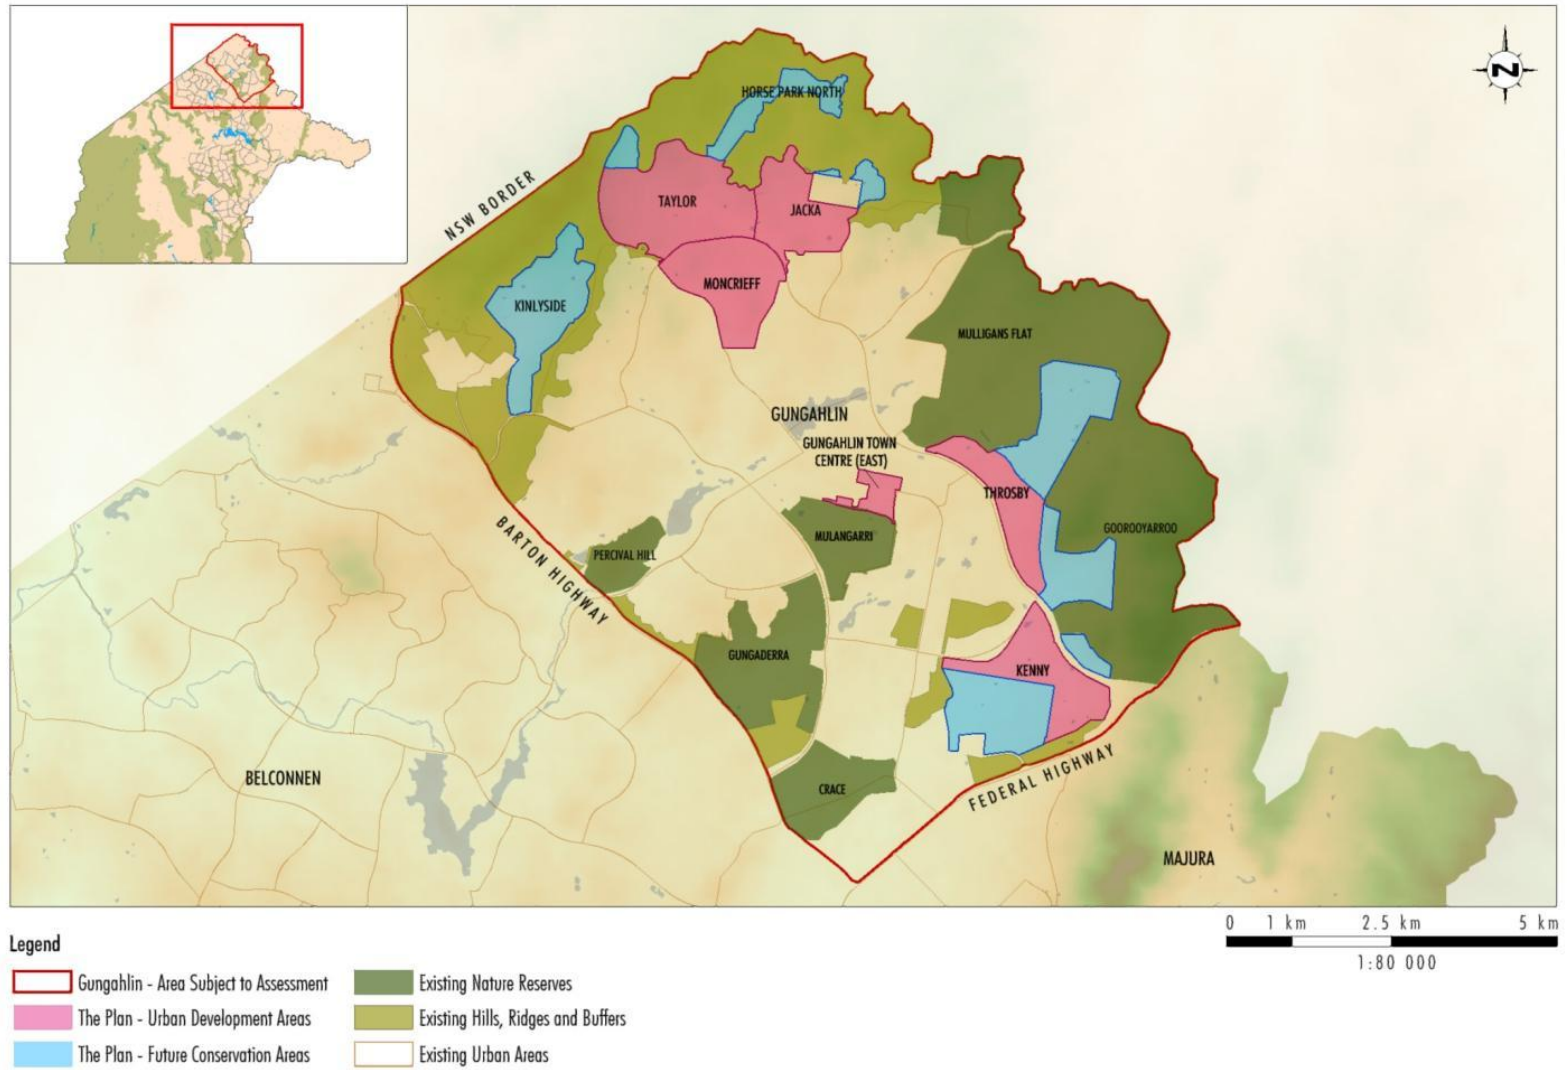 N
HORSE PARK NORTH
NSW BORDER
TAYLOR
JACKA
MONCRIEFF
KINLYSIDE
MULLIGANS FLAT
GUNGAHLIN
GUNGAHLIN TOWN
CENTRE (EAST)
THROSBY
GOOROOYARROO
BARTON HIGHWAY
MULANGARRI
PERCIVAL HILL
GUNGADERRA
KENNY
BELCONNEN
CRACE
FEDERAL HIGHWAY
MAJURA
0 1 km 2.5 km 5 km
1:80 000
Legend
Gungahlin - Area Subject to Assessment
The Plan - Urban Development Areas
The Plan - Future Conservation Areas
Existing Nature Reserves
Existing Hills, Ridges and Buffers
Existing Urban Areas